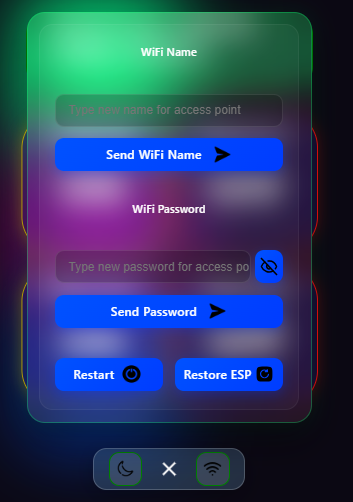 WiFi Name
Type new name for access point
Send WiFi Name
WiFi Password
Type new password for access po
Send Password
Restart
Restore ESP